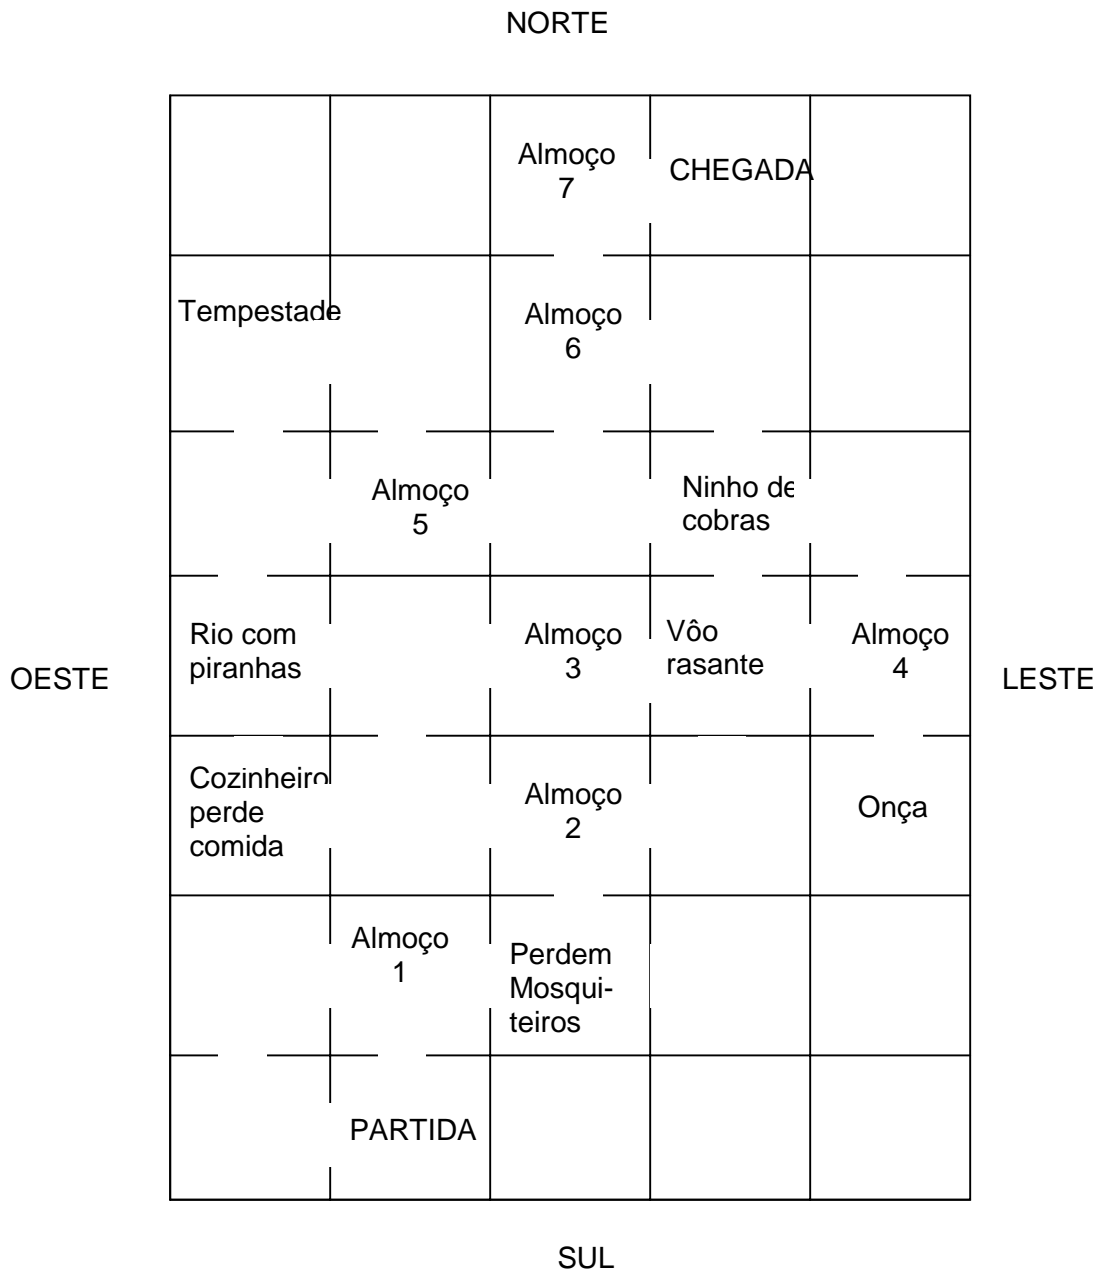 NORTE
Almoço
7
CHEGADA
Tempestade
Almoço
6
Almoço
5
Ninho de
cobras
Rio com
piranhas
Almoço
3
Vôo
rasante
Almoço
4
OESTE
LESTE
Cozinheiro
perde
comida
Almoço
2
Onça
Almoço
1
Perdem
Mosqui-
teiros
PARTIDA
SUL